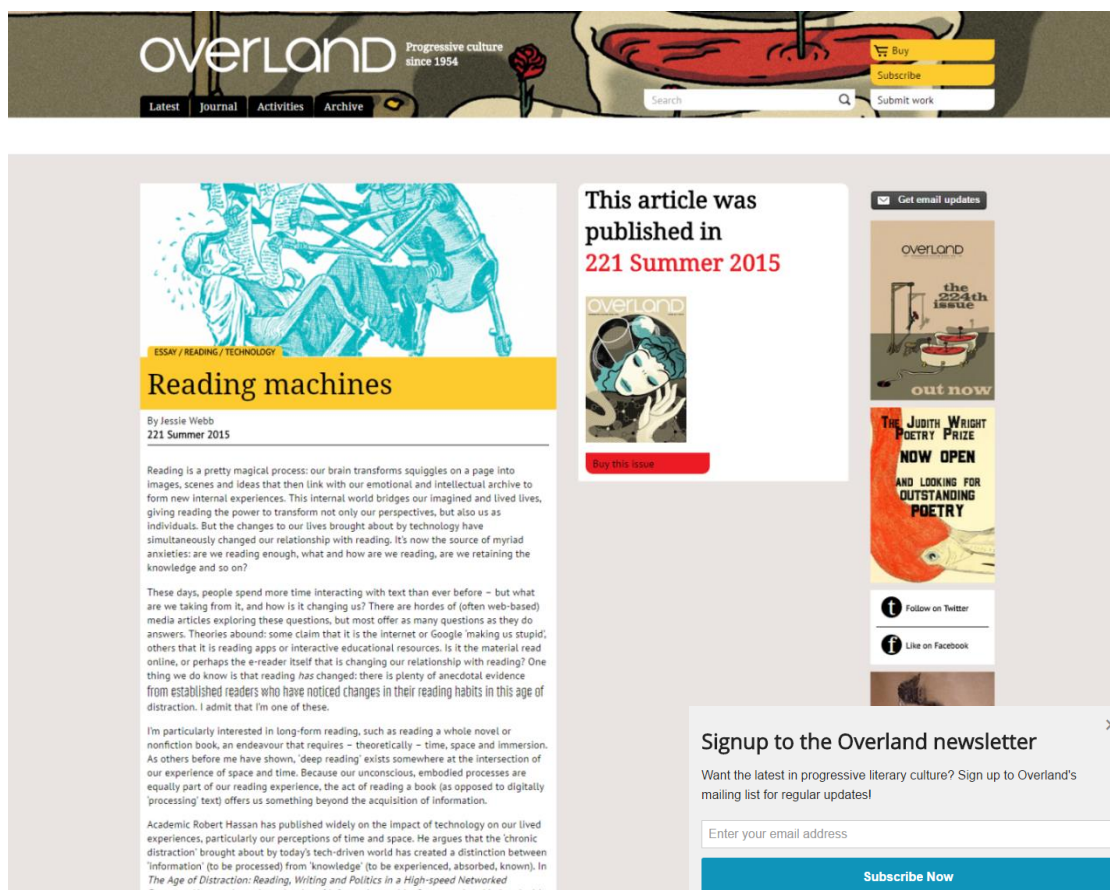 OVERLAND
Progressive culture
since 1954
Buy
Subscribe
Submit work
Latest
Journal
Activities
Archive
Search
ESSAY / READING / TECHNOLOGY
Reading machines
By Jessie Webb
221 Summer 2015
Reading is a pretty magical process: our brain transforms squiggles on a page into
images, scenes and ideas that then link with our emotional and intellectual archive to
form new internal experiences. This internal world bridges our imagined and lived lives,
giving reading the power to transform not only our perspectives, but also us as
individuals. But the changes to our lives brought about by technology have
simultaneously changed our relationship with reading. It's now the source of myriad
anxieties: are we reading enough, what and how are we reading, are we retaining the
knowledge and so on?
These days, people spend more time interacting with text than ever before – but what
are we taking from it, and how is it changing us? There are hordes of (often web-based)
media articles exploring these questions, but most offer as many questions as they do
answers. Theories abound: some claim that it is the internet or Google 'making us stupid',
others that it is reading apps or interactive educational resources. Is it the material read
online, or perhaps the e-reader itself that is changing our relationship with reading? One
thing we do know is that reading has changed: there is plenty of anecdotal evidence
from established readers who have noticed changes in their reading habits in this age of
distraction. I admit that I'm one of these.
I'm particularly interested in long-form reading, such as reading a whole novel or
nonfiction book, an endeavour that requires – theoretically – time, space and immersion.
As others before me have shown, 'deep reading' exists somewhere at the intersection of
our experience of space and time. Because our unconscious, embodied processes are
equally part of our reading experience, the act of reading a book (as opposed to digitally
'processing' text) offers us something beyond the acquisition of information.
Academic Robert Hassan has published widely on the impact of technology on our lived
experiences, particularly our perceptions of time and space. He argues that the 'chronic
distraction' brought about by today's tech-driven world has created a distinction between
'information' (to be processed) from 'knowledge' (to be experienced, absorbed, known). In
The Age of Distraction: Reading, Writing and Politics in a High-speed Networked
This article was
published in
221 Summer 2015
OVERLAND
Buy this issue
Get email updates
OVERLAND
the
224th
issue
out now
THE JUDITH WRIGHT
POETRY PRIZE
NOW OPEN
AND LOOKING FOR
OUTSTANDING
POETRY
Follow on Twitter
Like on Facebook
Signup to the Overland newsletter
Want the latest in progressive literary culture? Sign up to Overland's
mailing list for regular updates!
Enter your email address
Subscribe Now